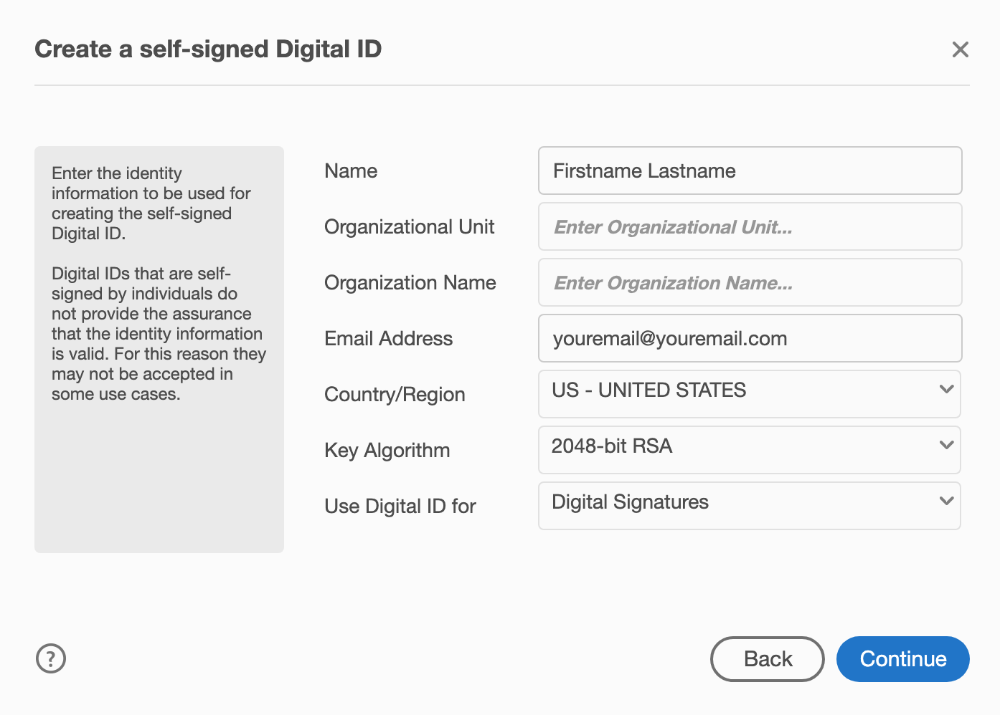 Create a self-signed Digital ID
Enter the identity
information to be used for
creating the self-signed
Digital ID.
Digital IDs that are self-
signed by individuals do
not provide the assurance
that the identity information
is valid. For this reason they
may not be accepted in
some use cases.
Name
Firstname Lastname
Organizational Unit
Enter Organizational Unit...
Organization Name
Enter Organization Name...
Email Address
youremail@youremail.com
Country/Region
US - UNITED STATES
Key Algorithm
2048-bit RSA
Use Digital ID for
Digital Signatures
?
Back
Continue